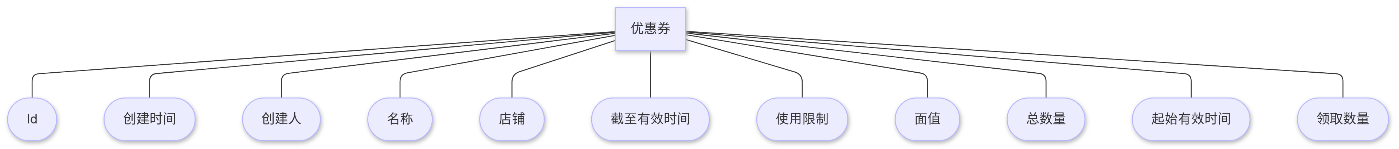 优惠券
Id
创建时间
创建人
名称
店铺
截至有效时间
使用限制
面值
总数量
起始有效时间
领取数量